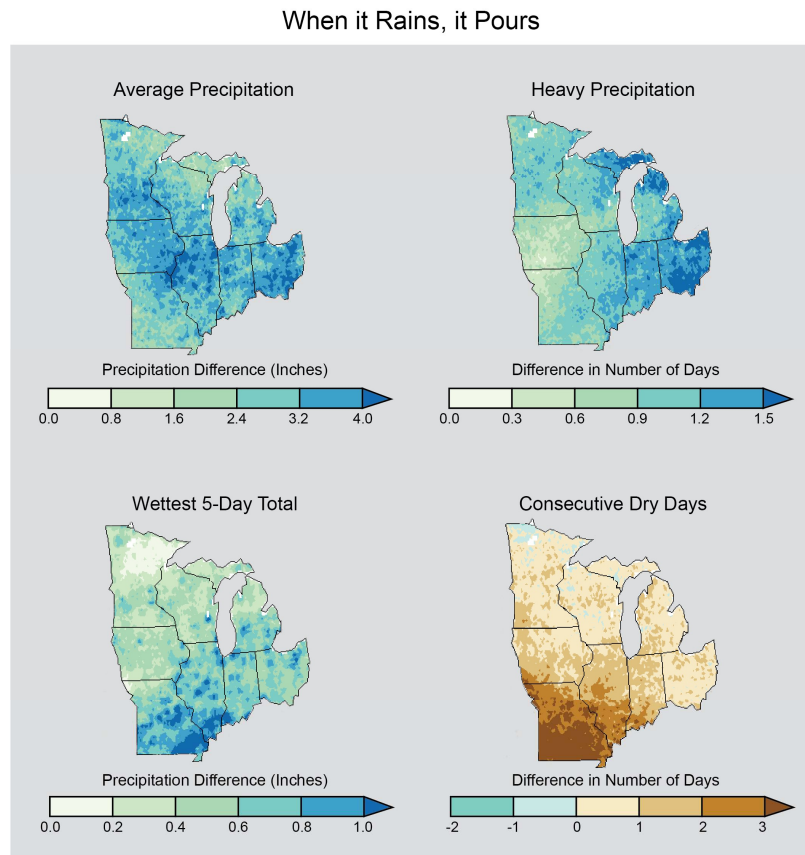 When it Rains, it Pours
Average Precipitation
Heavy Precipitation
Precipitation Difference (Inches)
0.0 0.8 1.6 2.4 3.2 4.0
Difference in Number of Days
0.0 0.3 0.6 0.9 1.2 1.5
Wettest 5-Day Total
Consecutive Dry Days
Precipitation Difference (Inches)
0.0 0.2 0.4 0.6 0.8 1.0
Difference in Number of Days
-2 -1 0 1 2 3